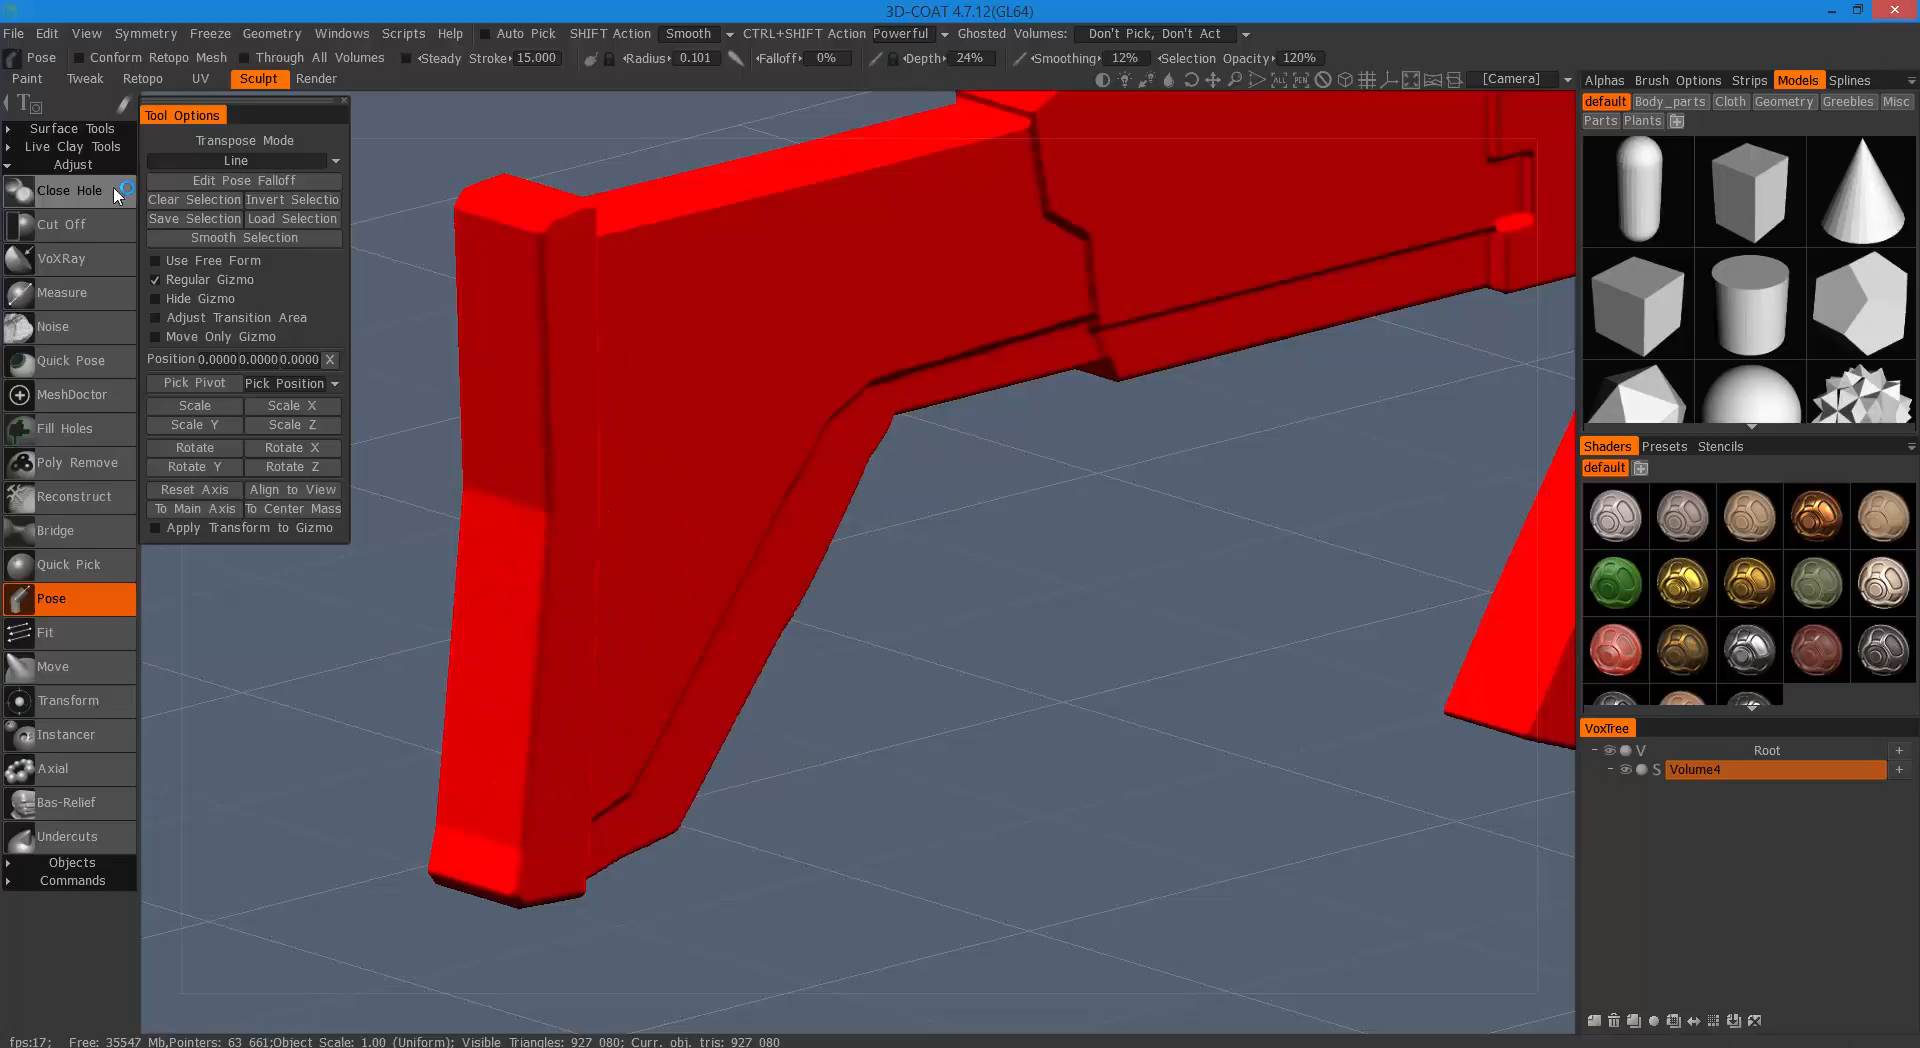 3D-COAT 4.7.12(GL64)
File Edit View Symmetry Freeze Geometry Windows Scripts Help Auto Pick SHIFT Action Smooth CTRL+SHIFT Action Powerful Ghosted Volumes: Don't Pick, Don't Act
Pose Conform Retopo Mesh Through All Volumes Steady Stroke 15.000 Radius 0.101 Falloff 0% Depth 24% Smoothing 12% Selection Opacity 120%
Paint Tweak Retopo UV Sculpt Render [Camera]
Alphas Brush Options Strips Models Splines
default Body_parts Cloth Geometry Greebles Misc
Parts Plants
Surface Tools
Live Clay Tools
Adjust
Close Hole
Cut Off
VoXRay
Measure
Noise
Quick Pose
MeshDoctor
Fill Holes
Poly Remove
Reconstruct
Bridge
Quick Pick
Pose
Fit
Move
Transform
Instancer
Axial
Bas-Relief
Undercuts
Objects
Commands
Tool Options
Transpose Mode
Line
Edit Pose Falloff
Clear Selection Invert Selectio
Save Selection Load Selection
Smooth Selection
Use Free Form
Regular Gizmo
Hide Gizmo
Adjust Transition Area
Move Only Gizmo
Position 0.0000 0.0000 0.0000 X
Pick Pivot Pick Position
Scale Scale X
Scale Y Scale Z
Rotate Rotate X
Rotate Y Rotate Z
Reset Axis Align to View
To Main Axis To Center Mass
Apply Transform to Gizmo
Shaders Presets Stencils
default
VoxTree
V Root +
S Volume4 +
fps:17; Free: 35547 Mb,Pointers: 63 661;Object Scale: 1.00 (Uniform); Visible Triangles: 927 080; Curr. obj. tris: 927 080